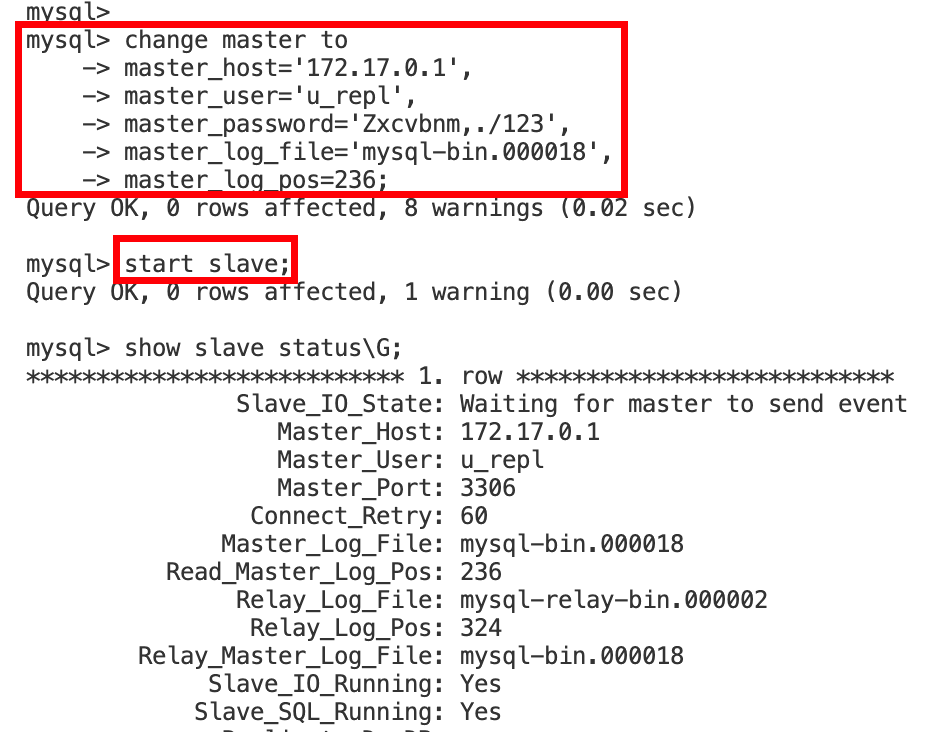 mysql>
mysql> change master to
    -> master_host='172.17.0.1',
    -> master_user='u_repl',
    -> master_password='Zxcvbnm,./123',
    -> master_log_file='mysql-bin.000018',
    -> master_log_pos=236;
Query OK, 0 rows affected, 8 warnings (0.02 sec)
mysql> start slave;
Query OK, 0 rows affected, 1 warning (0.00 sec)
mysql> show slave status\G;
*************************** 1. row ***************************
               Slave_IO_State: Waiting for master to send event
                  Master_Host: 172.17.0.1
                  Master_User: u_repl
                  Master_Port: 3306
                Connect_Retry: 60
              Master_Log_File: mysql-bin.000018
          Read_Master_Log_Pos: 236
               Relay_Log_File: mysql-relay-bin.000002
                Relay_Log_Pos: 324
        Relay_Master_Log_File: mysql-bin.000018
             Slave_IO_Running: Yes
            Slave_SQL_Running: Yes